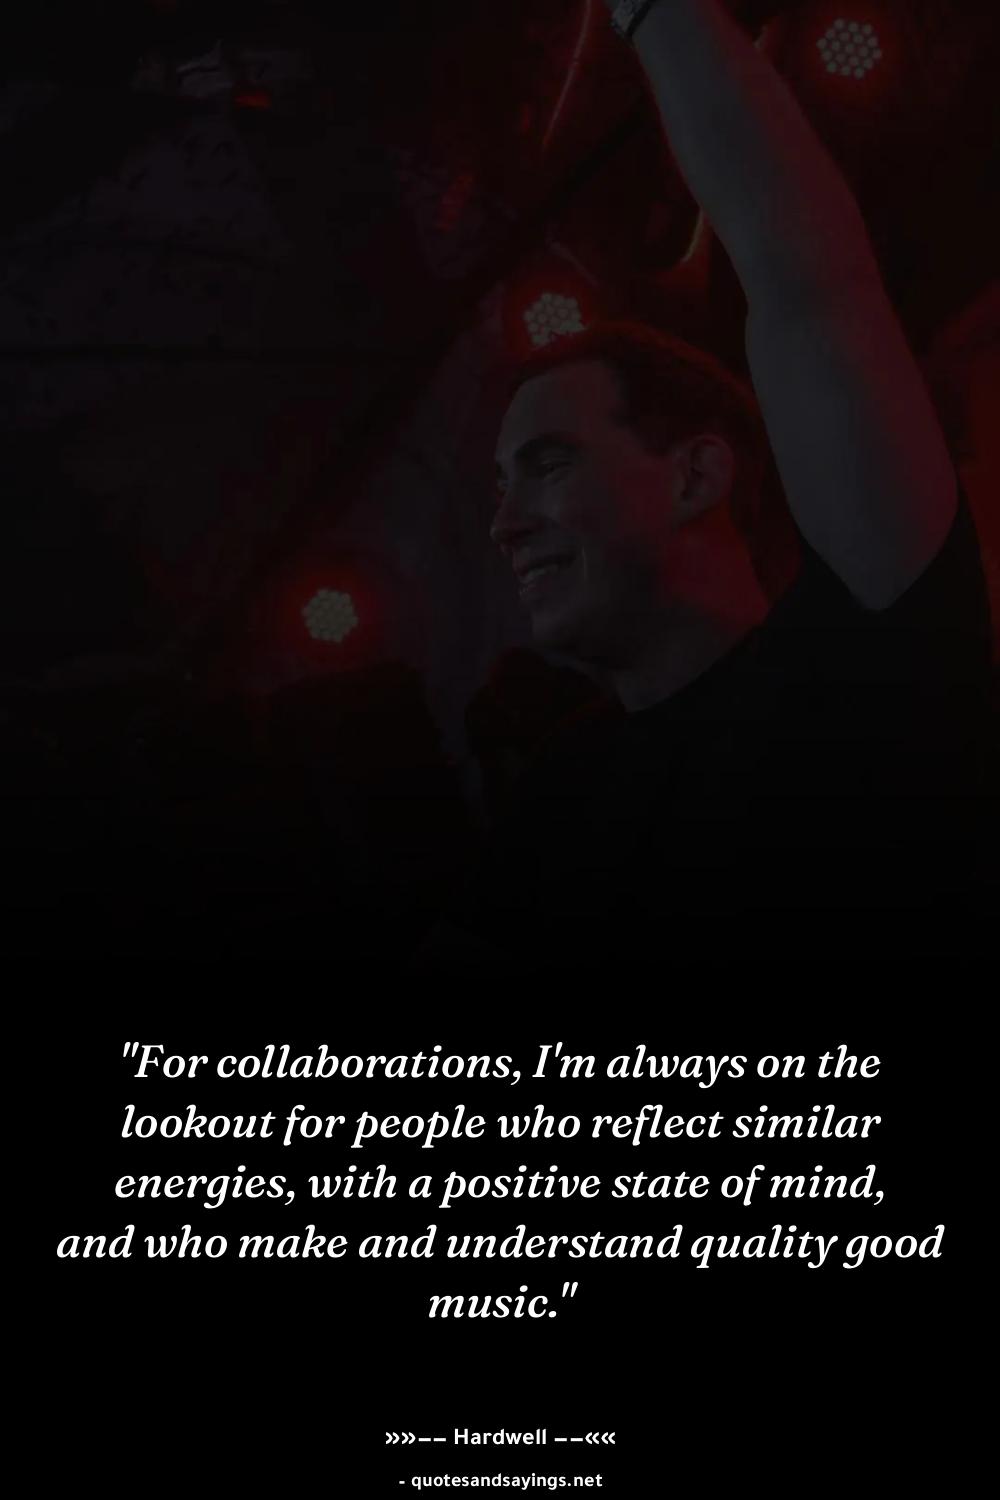 "For collaborations, I'm always on the
lookout for people who reflect similar
energies, with a positive state of mind,
and who make and understand quality good
music."
»»−− Hardwell −−««
- quotesandsayings.net